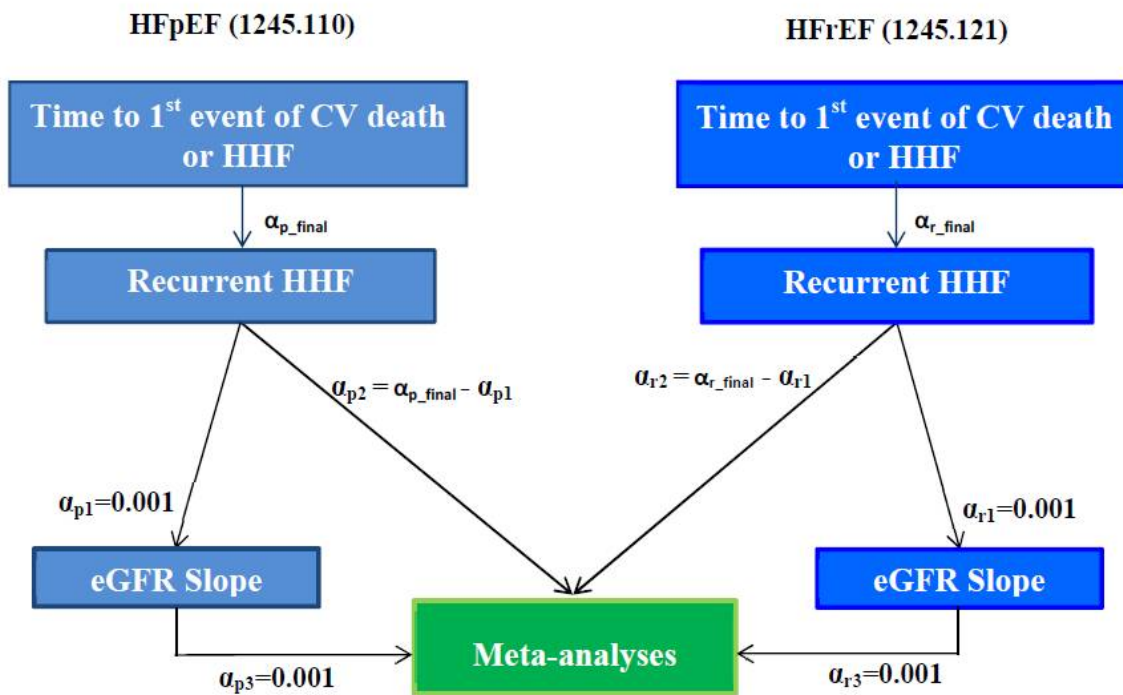 HFpEF (1245.110)
HFrEF (1245.121)
Time to 1st event of CV death
or HHF
Time to 1st event of CV death
or HHF
αp_final
αr_final
Recurrent HHF
Recurrent HHF
αp2 = αp_final - αp1
αr2 = αr_final - αr1
αp1=0.001
αr1=0.001
eGFR Slope
eGFR Slope
Meta-analyses
αp3=0.001
αr3=0.001